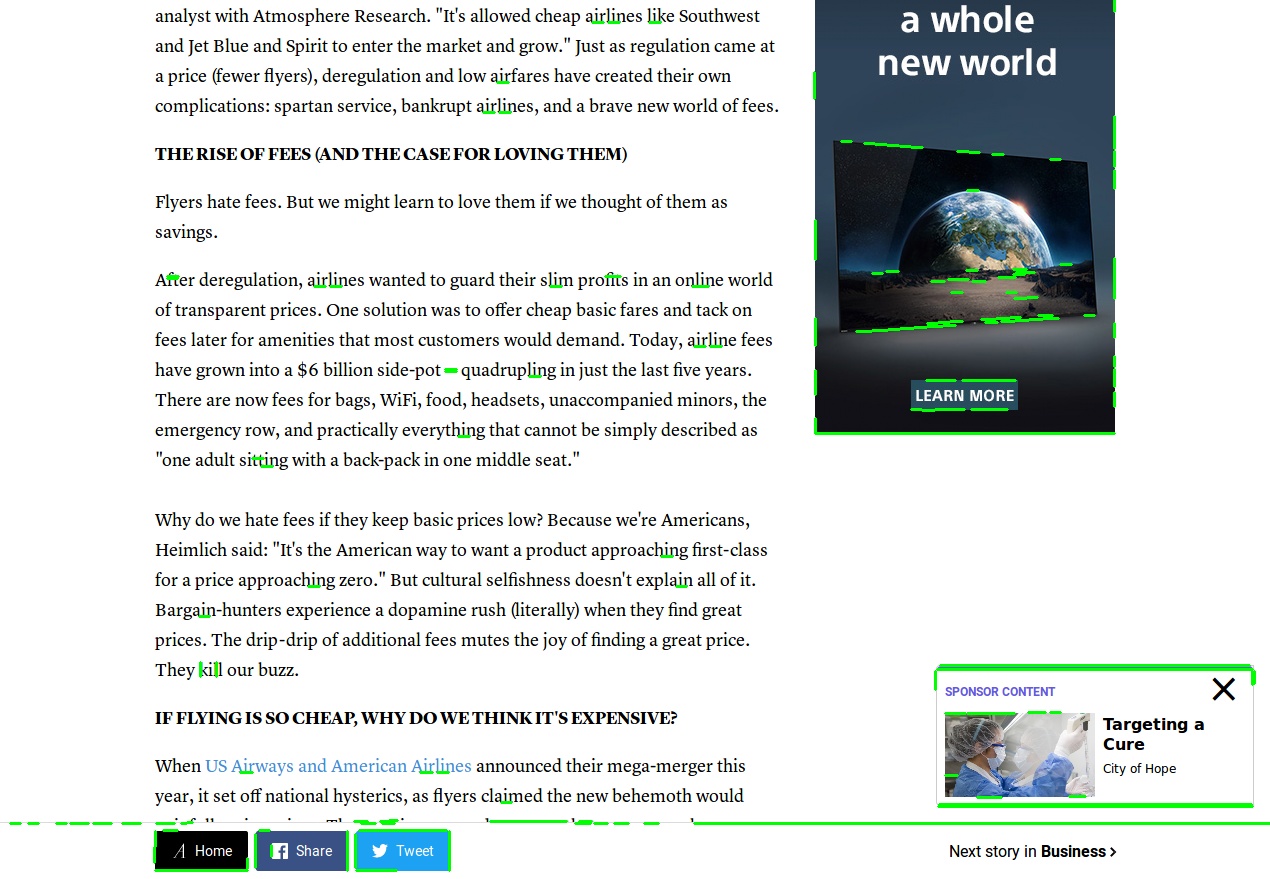 analyst with Atmosphere Research. "It's allowed cheap airlines like Southwest
and Jet Blue and Spirit to enter the market and grow." Just as regulation came at
a price (fewer flyers), deregulation and low airfares have created their own
complications: spartan service, bankrupt airlines, and a brave new world of fees.
THE RISE OF FEES (AND THE CASE FOR LOVING THEM)
Flyers hate fees. But we might learn to love them if we thought of them as
savings.
After deregulation, airlines wanted to guard their slim profits in an online world
of transparent prices. One solution was to offer cheap basic fares and tack on
fees later for amenities that most customers would demand. Today, airline fees
have grown into a $6 billion side-pot — quadrupling in just the last five years.
There are now fees for bags, WiFi, food, headsets, unaccompanied minors, the
emergency row, and practically everything that cannot be simply described as
"one adult sitting with a back-pack in one middle seat."
Why do we hate fees if they keep basic prices low? Because we're Americans,
Heimlich said: "It's the American way to want a product approaching first-class
for a price approaching zero." But cultural selfishness doesn't explain all of it.
Bargain-hunters experience a dopamine rush (literally) when they find great
prices. The drip-drip of additional fees mutes the joy of finding a great price.
They kill our buzz.
IF FLYING IS SO CHEAP, WHY DO WE THINK IT'S EXPENSIVE?
When US Airways and American Airlines announced their mega-merger this
year, it set off national hysterics, as flyers claimed the new behemoth would
a whole
new world
LEARN MORE
SPONSOR CONTENT
Targeting a
Cure
City of Hope
Home
Share
Tweet
Next story in Business